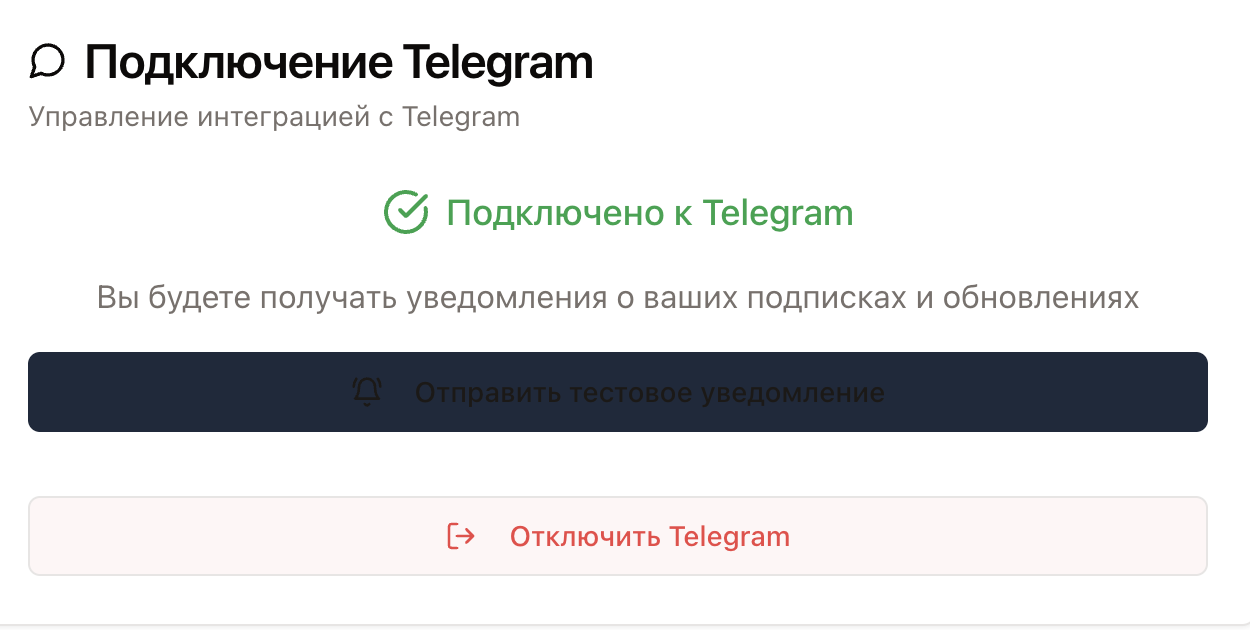 Подключение Telegram
Управление интеграцией с Telegram
Подключено к Telegram
Вы будете получать уведомления о ваших подписках и обновлениях
Отправить тестовое уведомление
Отключить Telegram